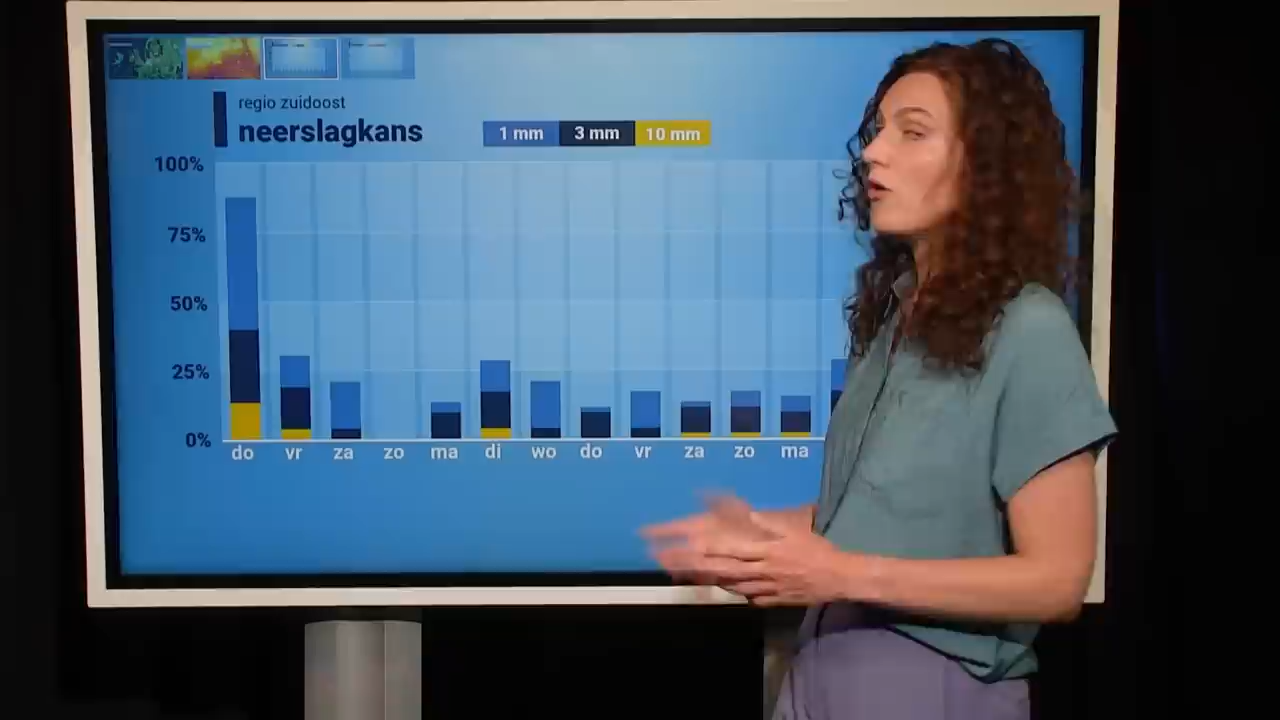 regio zuidoost
neerslagkans
1 mm 3 mm 10 mm
100%
75%
50%
25%
0%
do vr za zo ma di wo do vr za zo ma